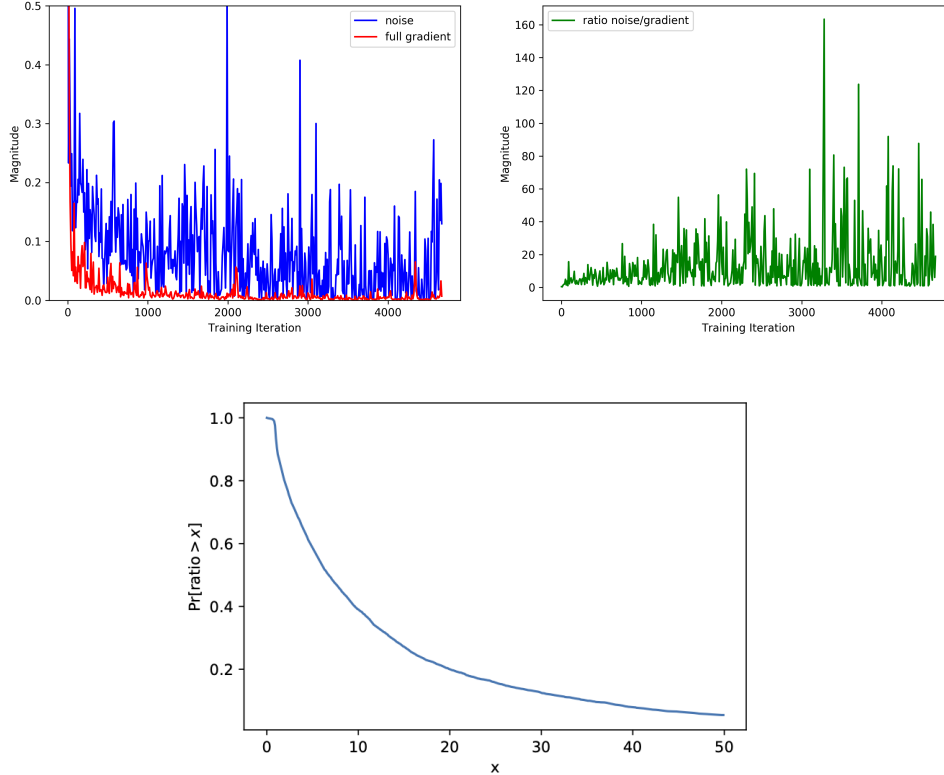 0.5
0.4
0.3
0.2
0.1
0.0
Magnitude
noise
full gradient
0 1000 2000 3000 4000
Training Iteration
160
140
120
100
80
60
40
20
0
Magnitude
ratio noise/gradient
0 1000 2000 3000 4000
Training Iteration
1.0
0.8
0.6
0.4
0.2
Pr[ratio > x]
0 10 20 30 40 50
x